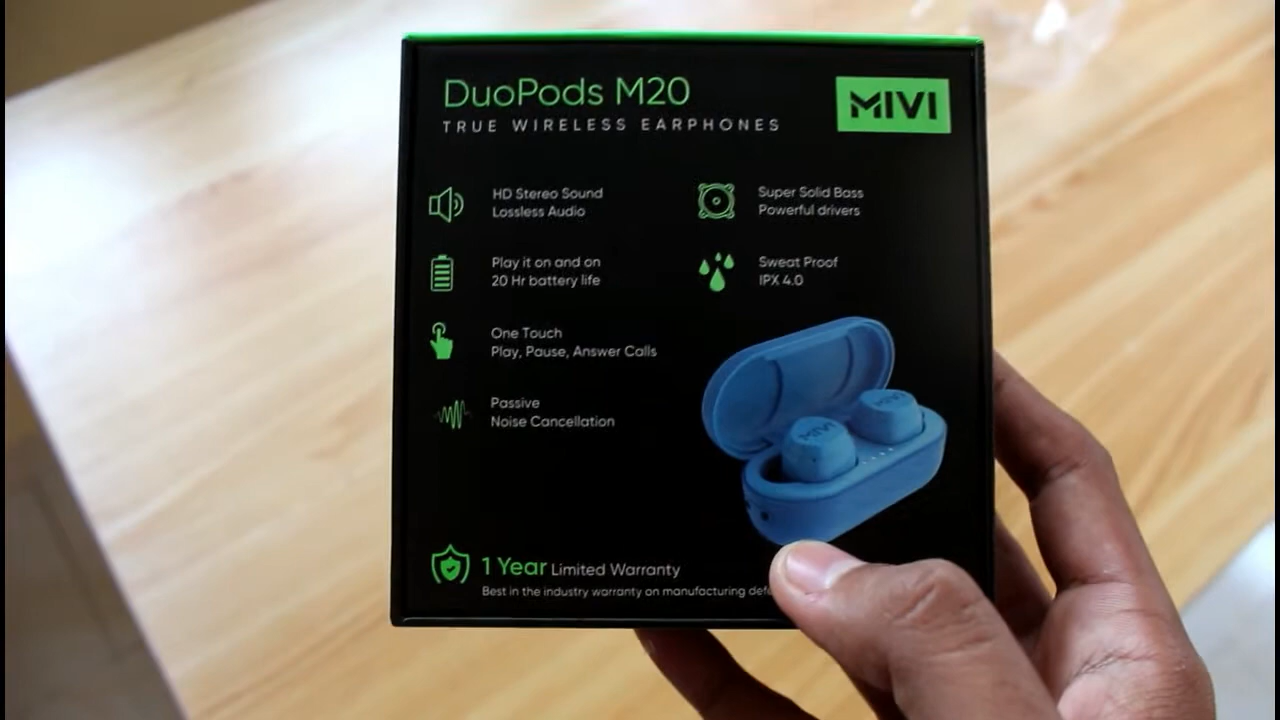 DuoPods M20
TRUE WIRELESS EARPHONES
MIVI
HD Stereo Sound
Lossless Audio
Super Solid Bass
Powerful drivers
Play it on and on
20 Hr battery life
Sweat Proof
IPX 4.0
One Touch
Play, Pause, Answer Calls
Passive
Noise Cancellation
MIVI
MIVI
1 Year Limited Warranty
Best in the industry warranty on manufacturing